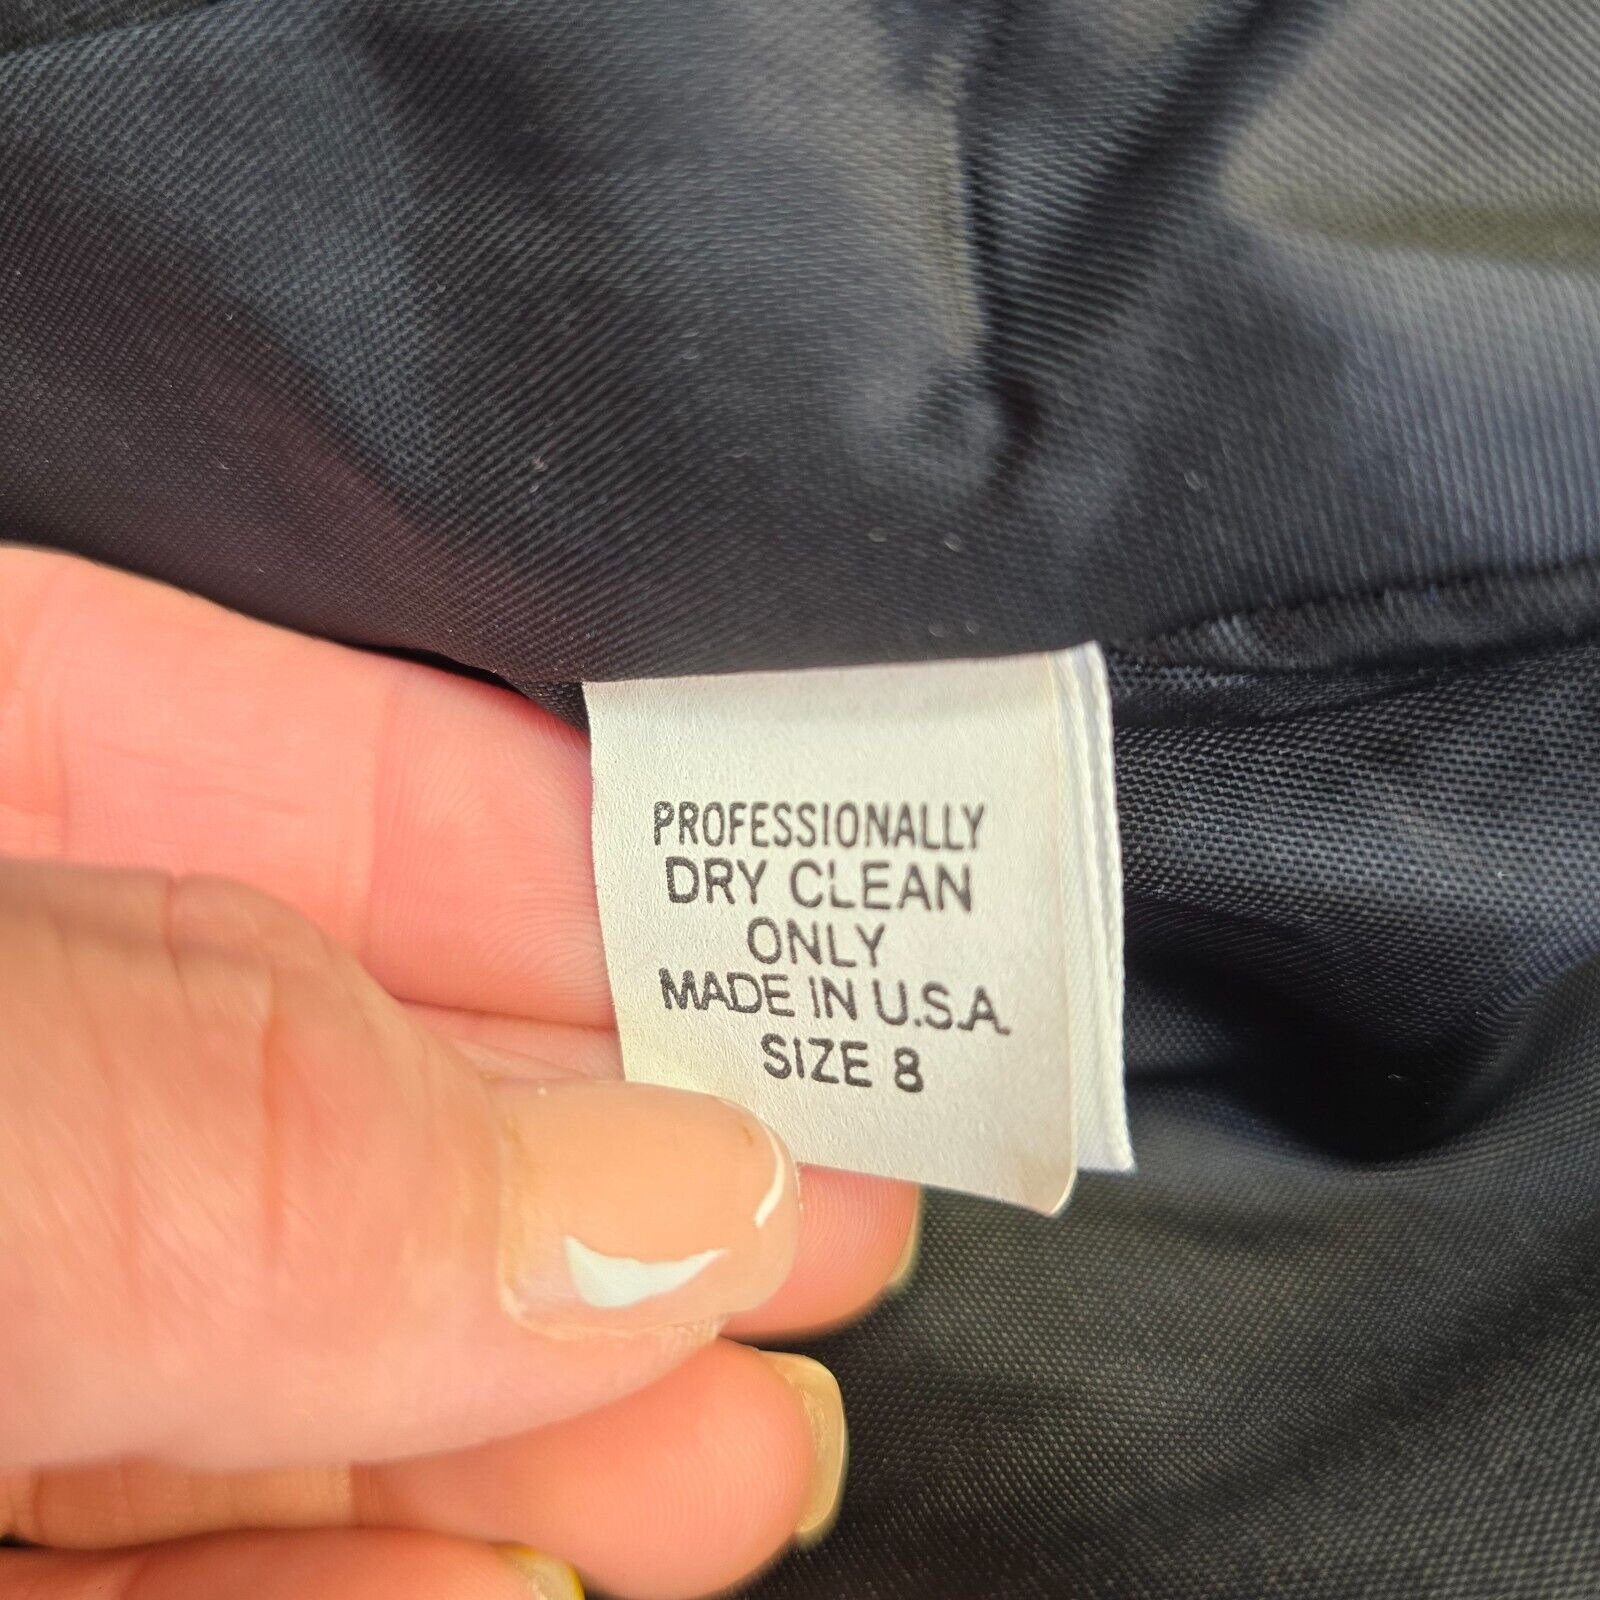 PROFESSIONALLY
DRY CLEAN
ONLY
MADE IN U.S.A.
SIZE 8